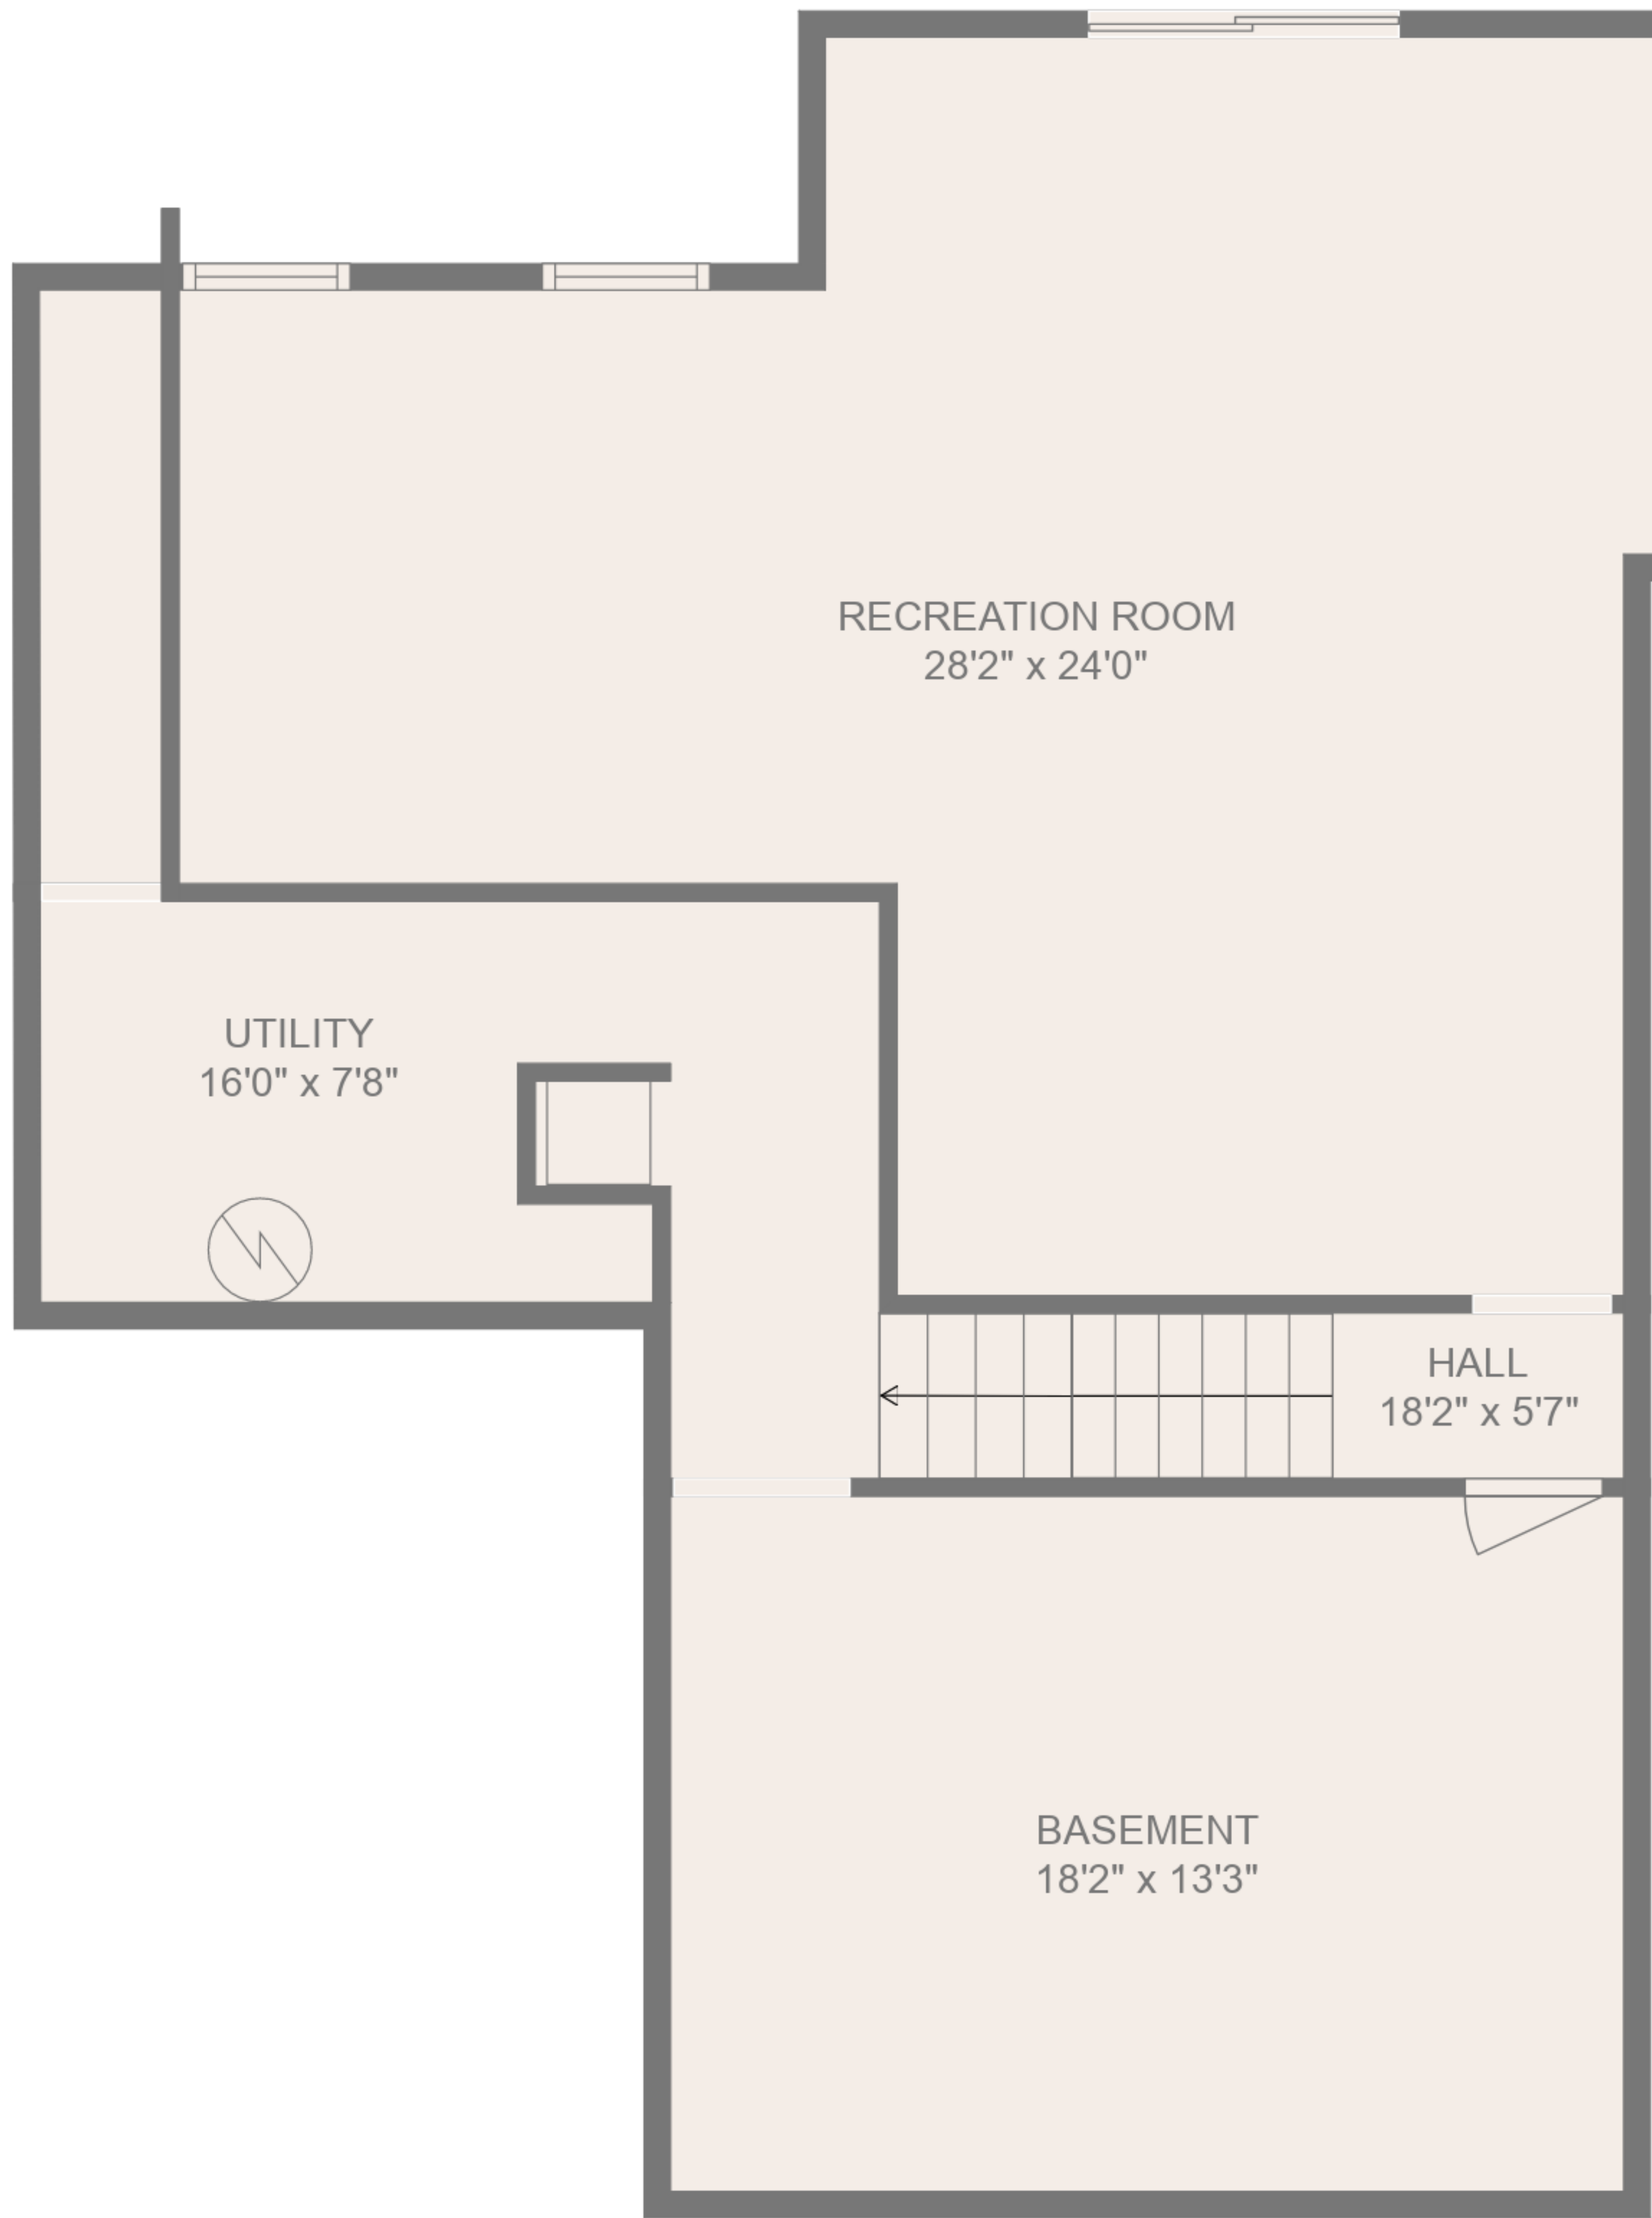 RECREATION ROOM
28'2" x 24'0"
UTILITY
16'0" x 7'8"
HALL
18'2" x 5'7"
BASEMENT
18'2" x 13'3"